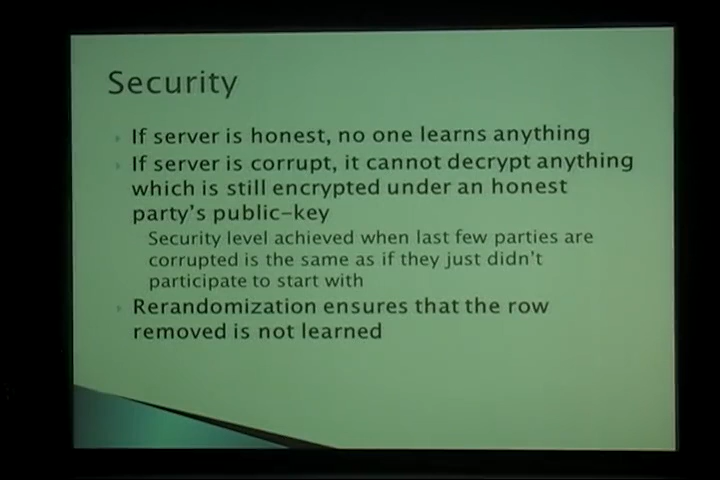 Security
If server is honest, no one learns anything
If server is corrupt, it cannot decrypt anything
which is still encrypted under an honest
party's public-key
Security level achieved when last few parties are
corrupted is the same as if they just didn't
participate to start with
Rerandomization ensures that the row
removed is not learned